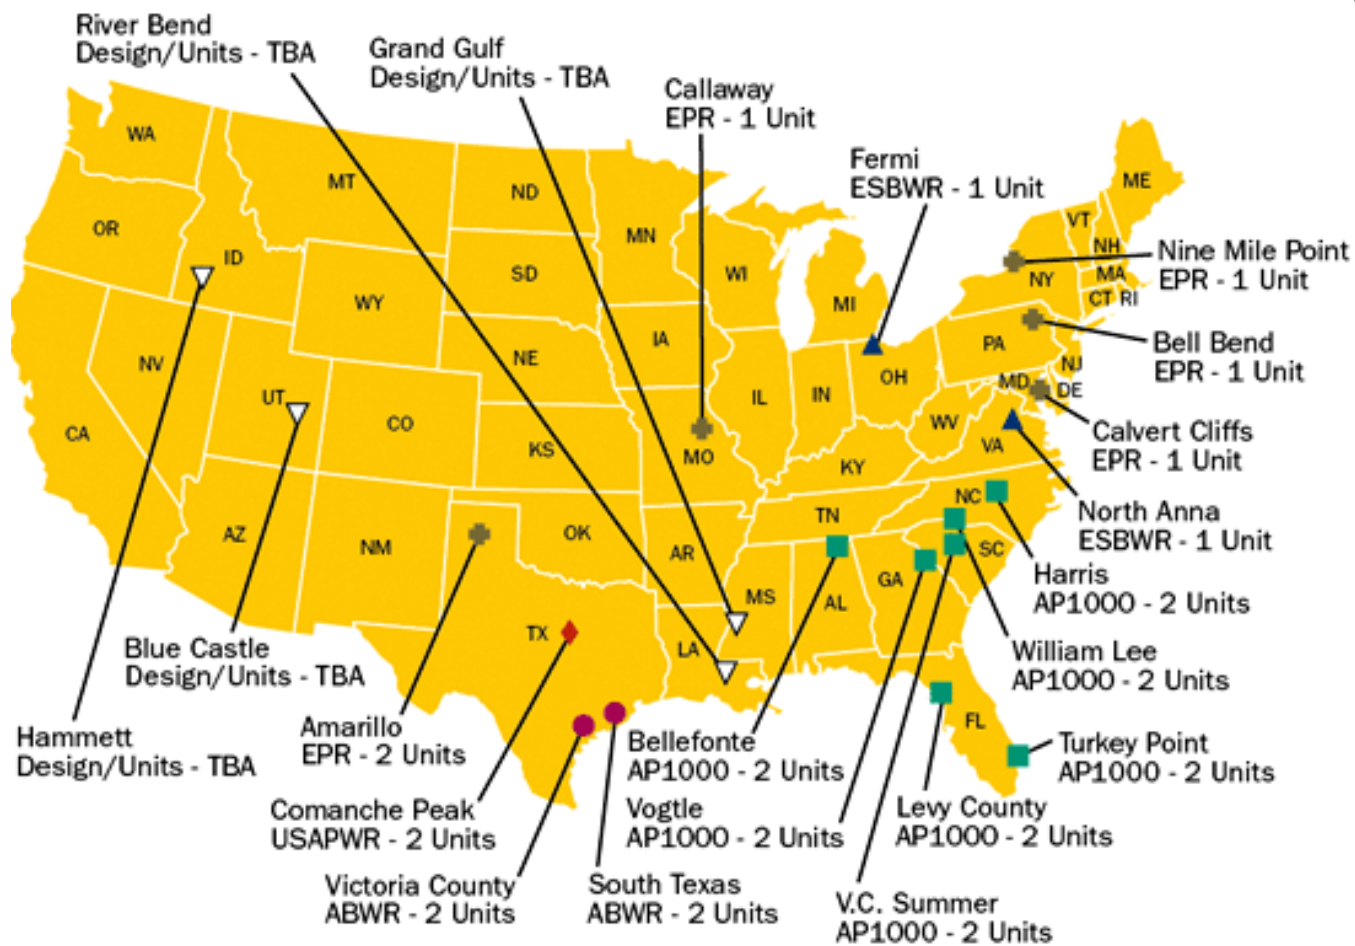 River Bend
Design/Units - TBA
Grand Gulf
Design/Units - TBA
Callaway
EPR - 1 Unit
Fermi
ESBWR - 1 Unit
Nine Mile Point
EPR - 1 Unit
Bell Bend
EPR - 1 Unit
Calvert Cliffs
EPR - 1 Unit
North Anna
ESBWR - 1 Unit
Harris
AP1000 - 2 Units
William Lee
AP1000 - 2 Units
Turkey Point
AP1000 - 2 Units
Levy County
AP1000 - 2 Units
V.C. Summer
AP1000 - 2 Units
Bellefonte
AP1000 - 2 Units
Vogtle
AP1000 - 2 Units
South Texas
ABWR - 2 Units
Victoria County
ABWR - 2 Units
Comanche Peak
USAPWR - 2 Units
Amarillo
EPR - 2 Units
Blue Castle
Design/Units - TBA
Hammett
Design/Units - TBA
WA
MT
ND
MN
ME
VT
NH
OR
ID
SD
WI
MI
NY
MA
CT
RI
WY
IA
PA
NJ
NV
NE
OH
MD
DE
UT
CO
IL
IN
WV
VA
CA
KS
MO
KY
NC
AZ
NM
OK
AR
TN
SC
MS
AL
GA
TX
LA
FL